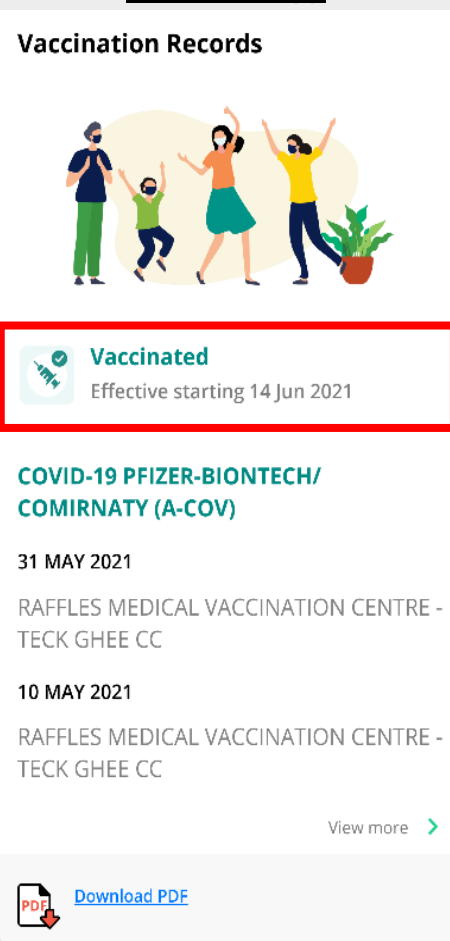 Vaccination Records
Vaccinated
Effective starting 14 Jun 2021
COVID-19 PFIZER-BIONTECH/
COMIRNATY (A-COV)
31 MAY 2021
RAFFLES MEDICAL VACCINATION CENTRE -
TECK GHEE CC
10 MAY 2021
RAFFLES MEDICAL VACCINATION CENTRE -
TECK GHEE CC
View more
PDF
Download PDF